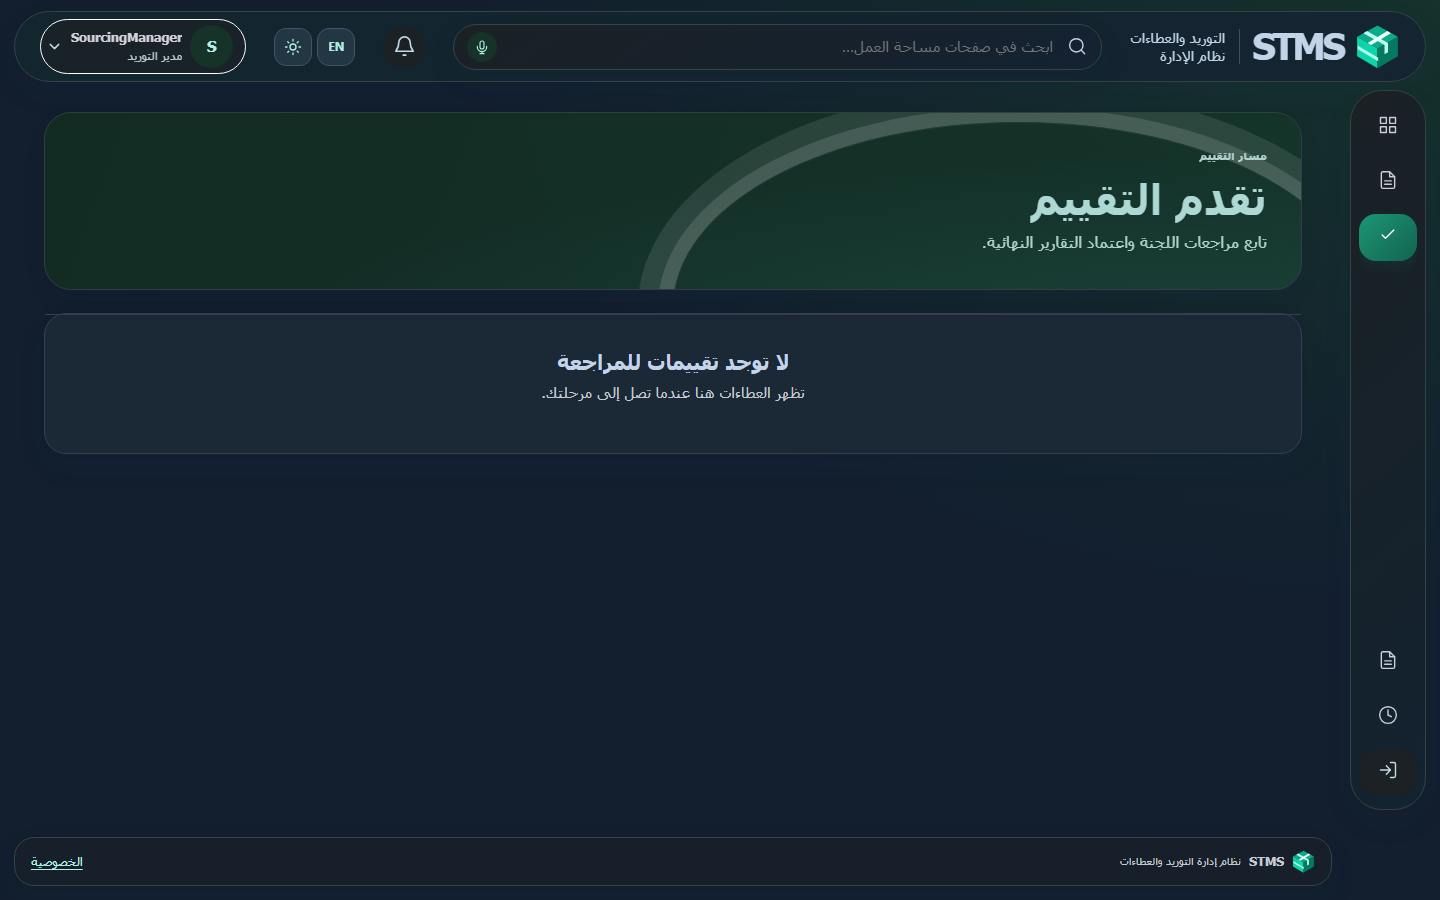 STMS
التوريد والعطاءات
نظام الإدارة
ابحث في صفحات مساحة العمل...
EN
S
SourcingManager
مدير التوريد
مسار التقييم
تقدم التقييم
تابع مراجعات اللجنة واعتماد التقارير النهائية.
لا توجد تقييمات للمراجعة
تظهر العطاءات هنا عندما تصل إلى مرحلتك.
STMS نظام إدارة التوريد والعطاءات
الخصوصية